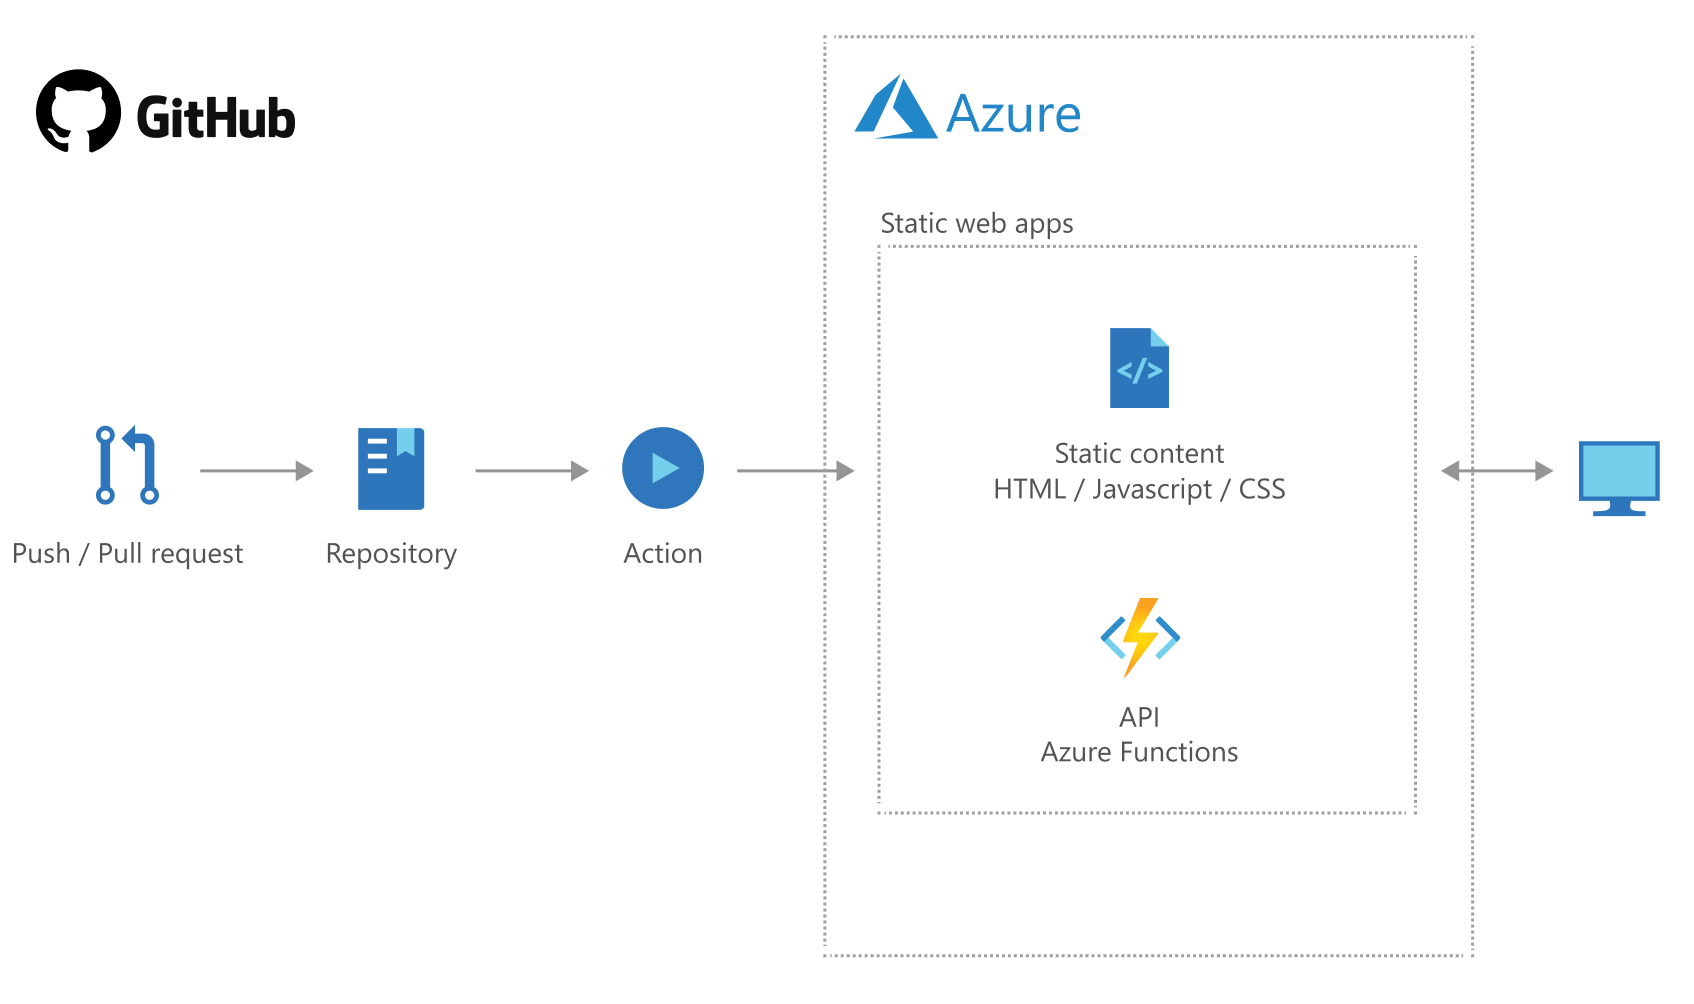 GitHub
Azure
Static web apps
Static content
HTML / Javascript / CSS
Push / Pull request
Repository
Action
API
Azure Functions